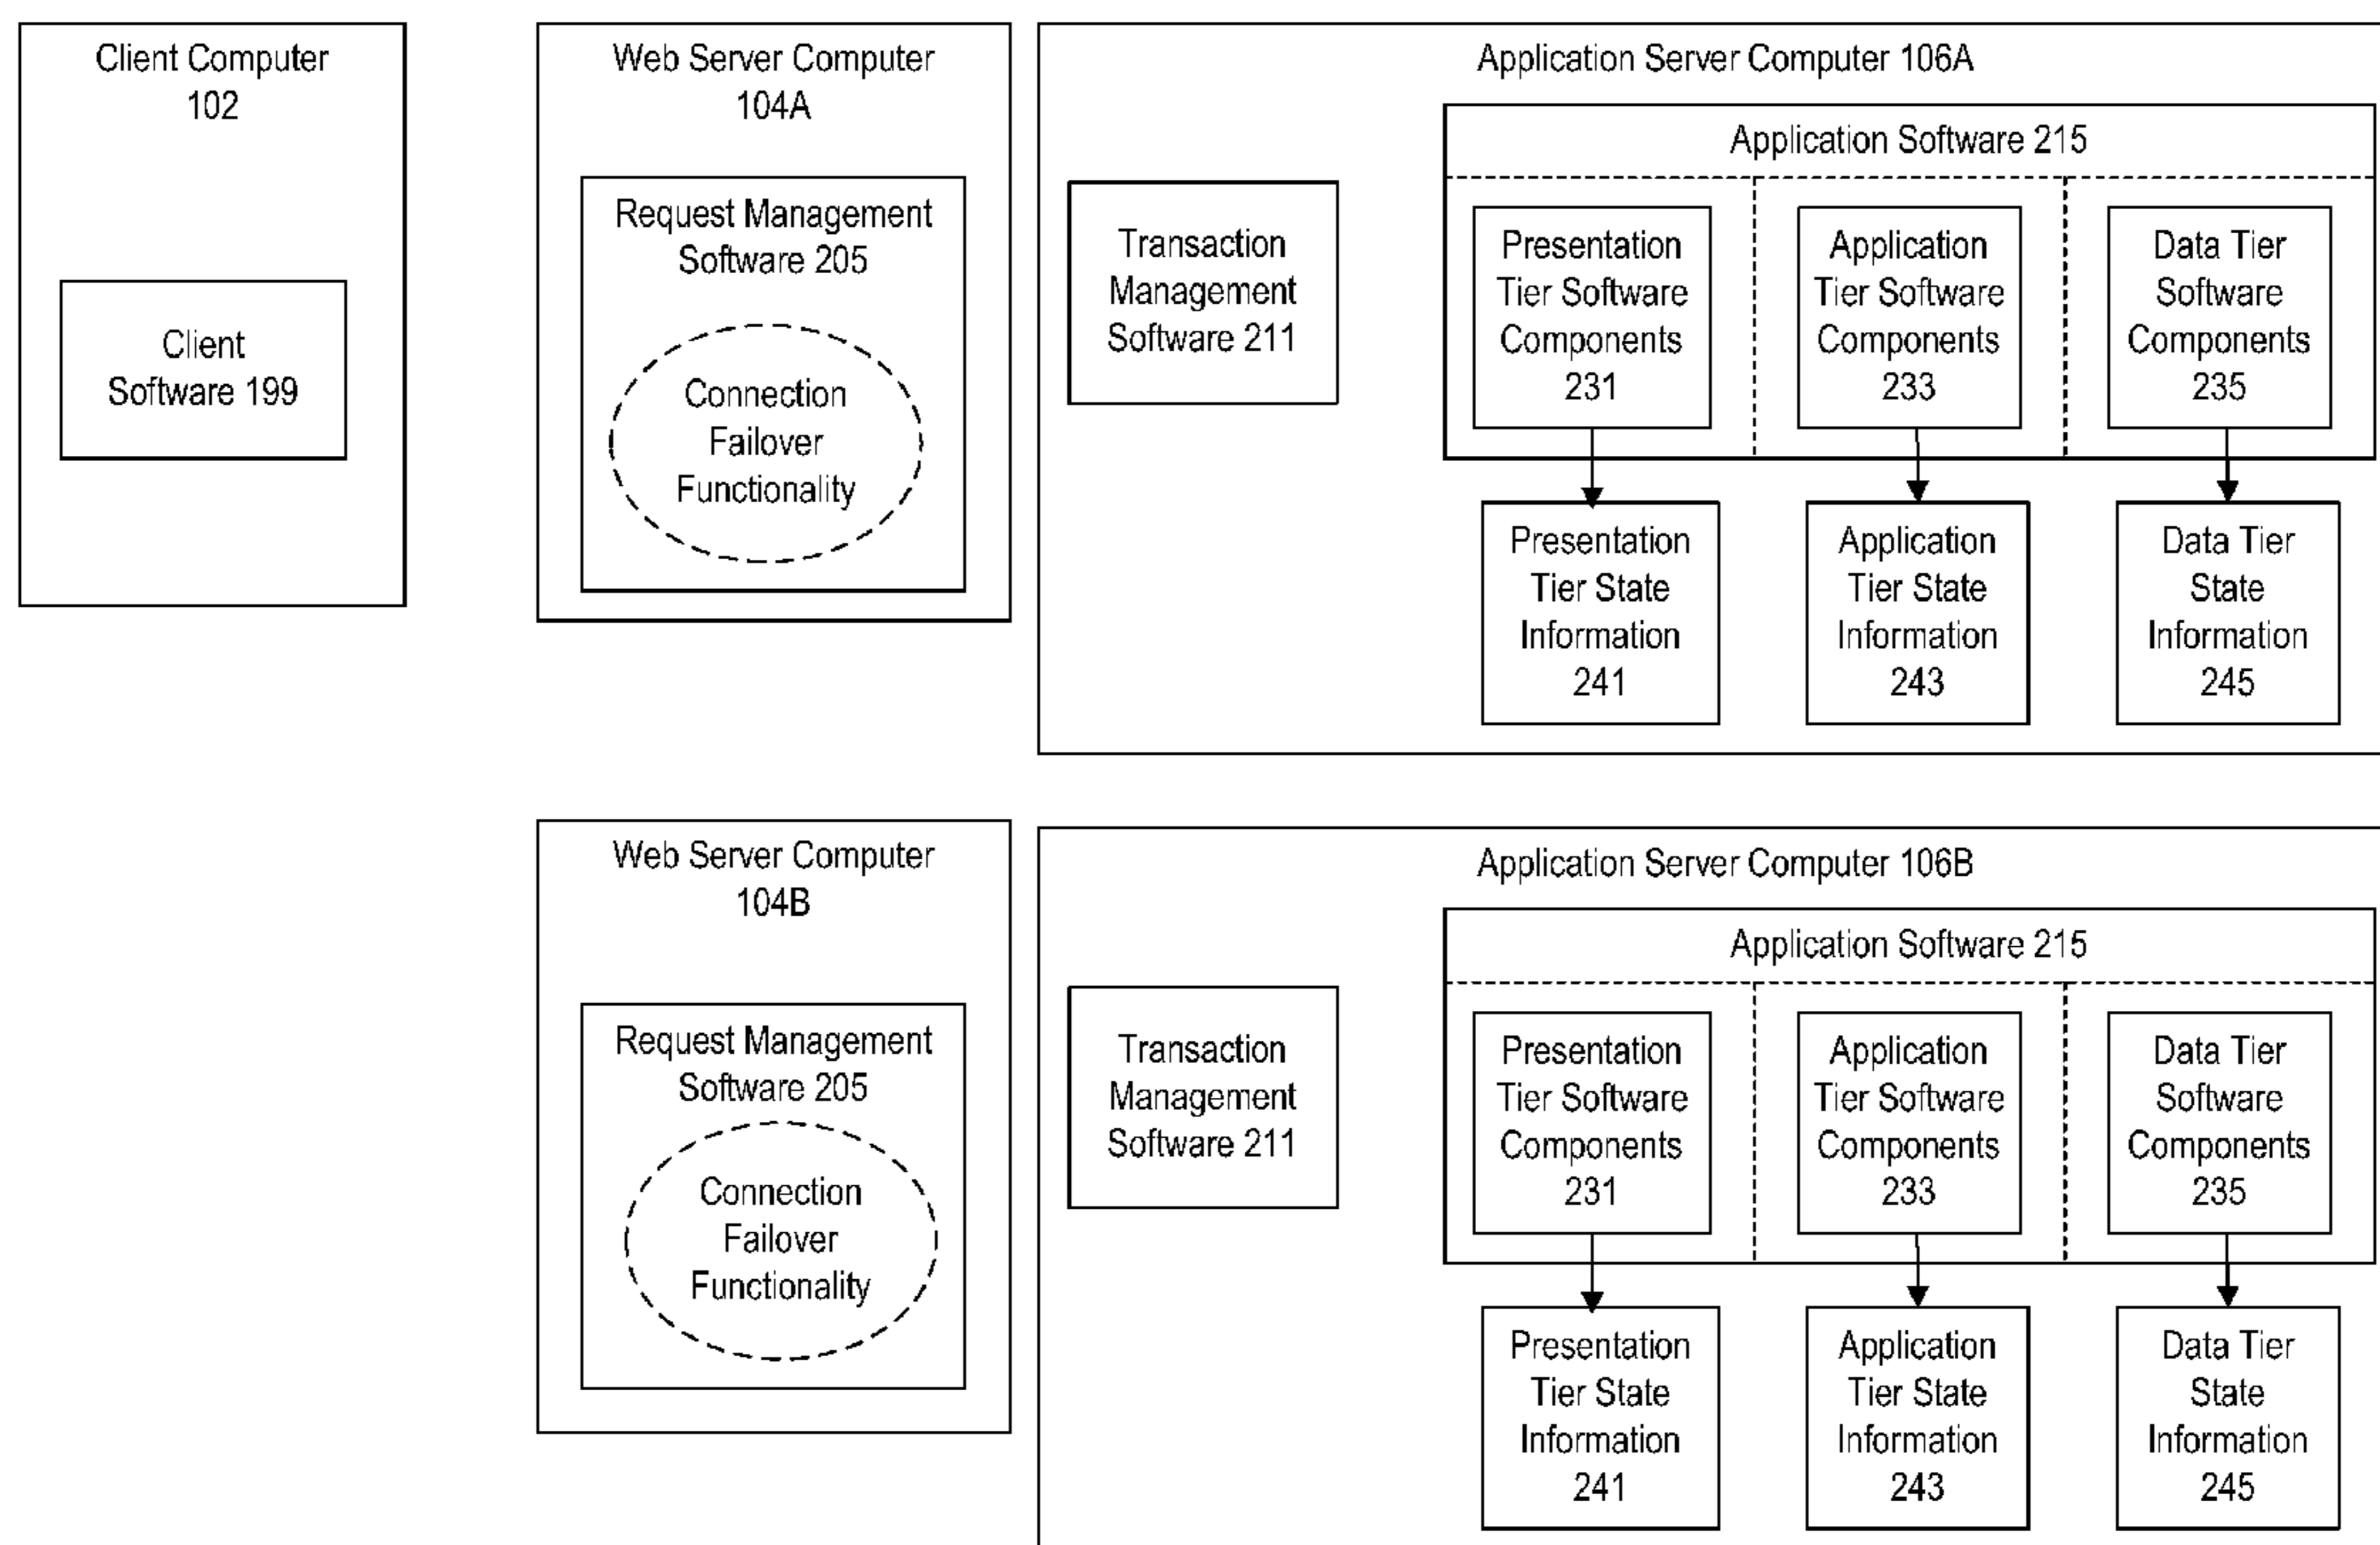 Client Computer
102
Client
Software 199
Web Server Computer
104A
Request Management
Software 205
Connection
Failover
Functionality
Application Server Computer 106A
Transaction
Management
Software 211
Application Software 215
Presentation
Tier Software
Components
231
Application
Tier Software
Components
233
Data Tier
Software
Components
235
Presentation
Tier State
Information
241
Application
Tier State
Information
243
Data Tier
State
Information
245
Web Server Computer
104B
Request Management
Software 205
Connection
Failover
Functionality
Application Server Computer 106B
Transaction
Management
Software 211
Application Software 215
Presentation
Tier Software
Components
231
Application
Tier Software
Components
233
Data Tier
Software
Components
235
Presentation
Tier State
Information
241
Application
Tier State
Information
243
Data Tier
State
Information
245